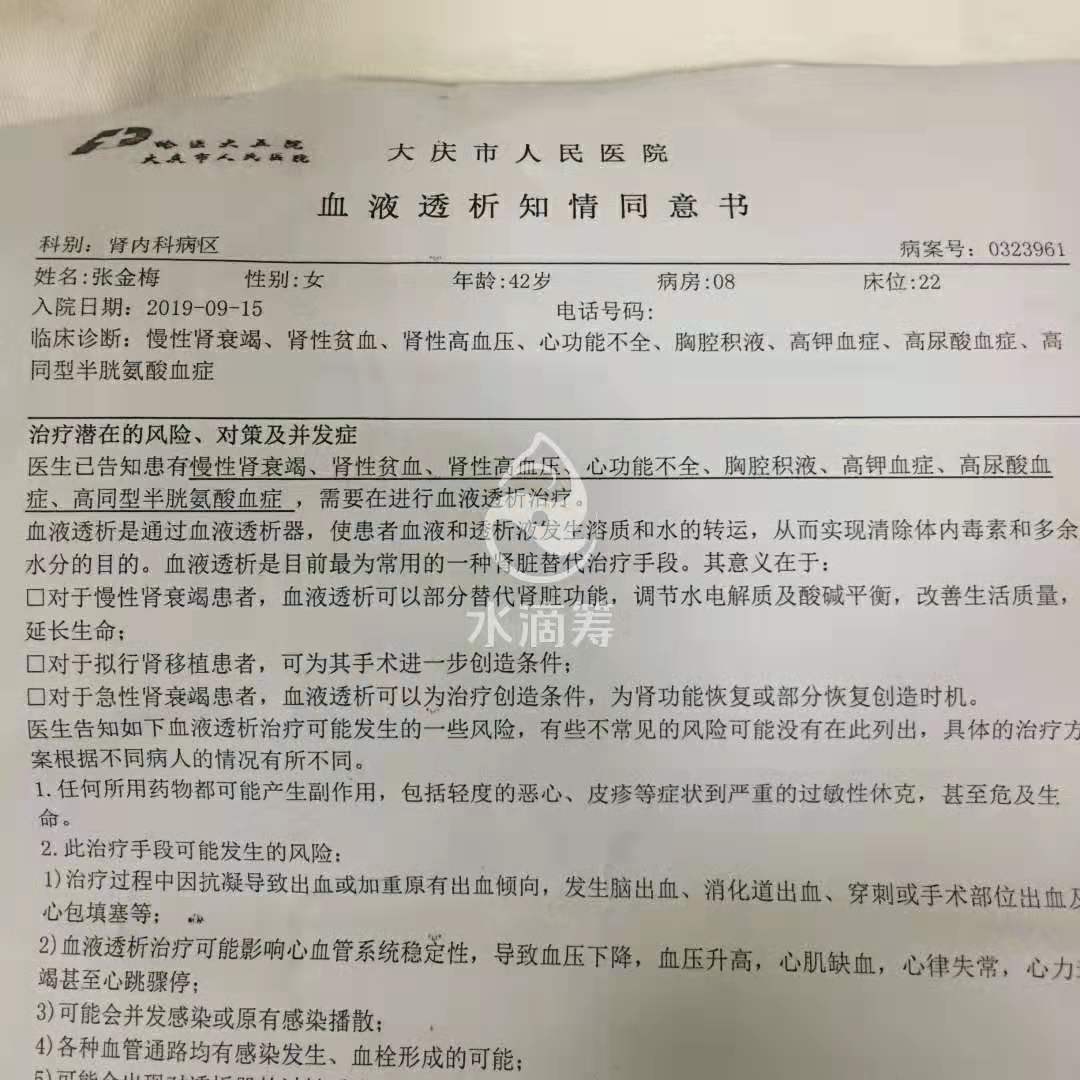 哈医大五院
大庆市人民医院
大庆市人民医院
血液透析知情同意书
科别：肾内科病区 病案号：0323961
姓名:张金梅 性别:女 年龄:42岁 病房:08 床位:22
入院日期：2019-09-15 电话号码:
临床诊断：慢性肾衰竭、肾性贫血、肾性高血压、心功能不全、胸腔积液、高钾血症、高尿酸血症、高
同型半胱氨酸血症
治疗潜在的风险、对策及并发症
医生已告知患有慢性肾衰竭、肾性贫血、肾性高血压、心功能不全、胸腔积液、高钾血症、高尿酸血
症、高同型半胱氨酸血症，需要在进行血液透析治疗。
血液透析是通过血液透析器，使患者血液和透析液发生溶质和水的转运，从而实现清除体内毒素和多余
水分的目的。血液透析是目前最为常用的一种肾脏替代治疗手段。其意义在于：
□对于慢性肾衰竭患者，血液透析可以部分替代肾脏功能，调节水电解质及酸碱平衡，改善生活质量，
延长生命；
□对于拟行肾移植患者，可为其手术进一步创造条件；
□对于急性肾衰竭患者，血液透析可以为治疗创造条件，为肾功能恢复或部分恢复创造时机。
医生告知如下血液透析治疗可能发生的一些风险，有些不常见的风险可能没有在此列出，具体的治疗方
案根据不同病人的情况有所不同。
1.任何所用药物都可能产生副作用，包括轻度的恶心、皮疹等症状到严重的过敏性休克，甚至危及生
命。
2.此治疗手段可能发生的风险：
1)治疗过程中因抗凝导致出血或加重原有出血倾向，发生脑出血、消化道出血、穿刺或手术部位出血及
心包填塞等；
2)血液透析治疗可能影响心血管系统稳定性，导致血压下降，血压升高，心肌缺血，心律失常，心力
竭甚至心跳骤停；
3)可能会并发感染或原有感染播散；
4)各种血管通路均有感染发生、血栓形成的可能；
水滴筹